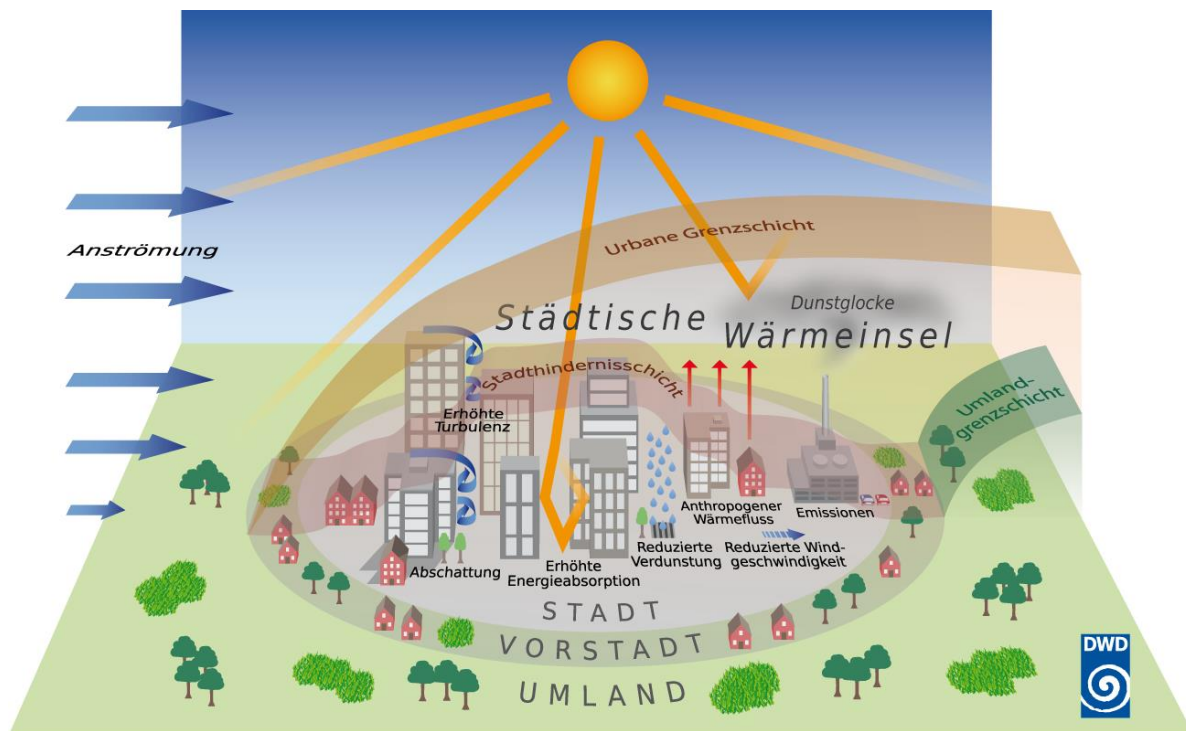 Anströmung
Urbane Grenzschicht
Städtische
Dunstglocke
Wärmeinsel
Stadthindernisschicht
Umland-
grenzschicht
Erhöhte
Turbulenz
Anthropogener
Wärmefluss
Emissionen
Reduzierte
Verdunstung
Reduzierte Wind-
geschwindigkeit
Abschattung
Erhöhte
Energieabsorption
STADT
VORSTADT
UMLAND
DWD